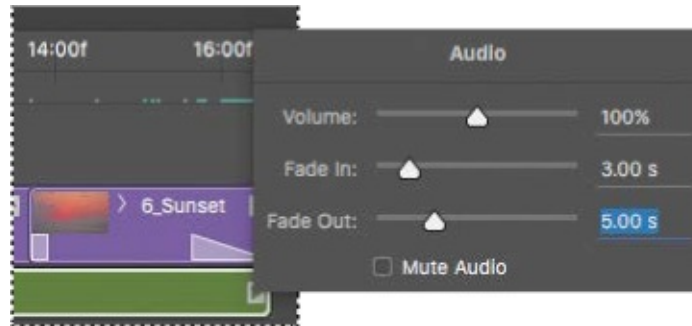 14:00f 16:00f
Audio
Volume: 100%
Fade In: 3.00 s
6_Sunset
Fade Out: 5.00 s
Mute Audio